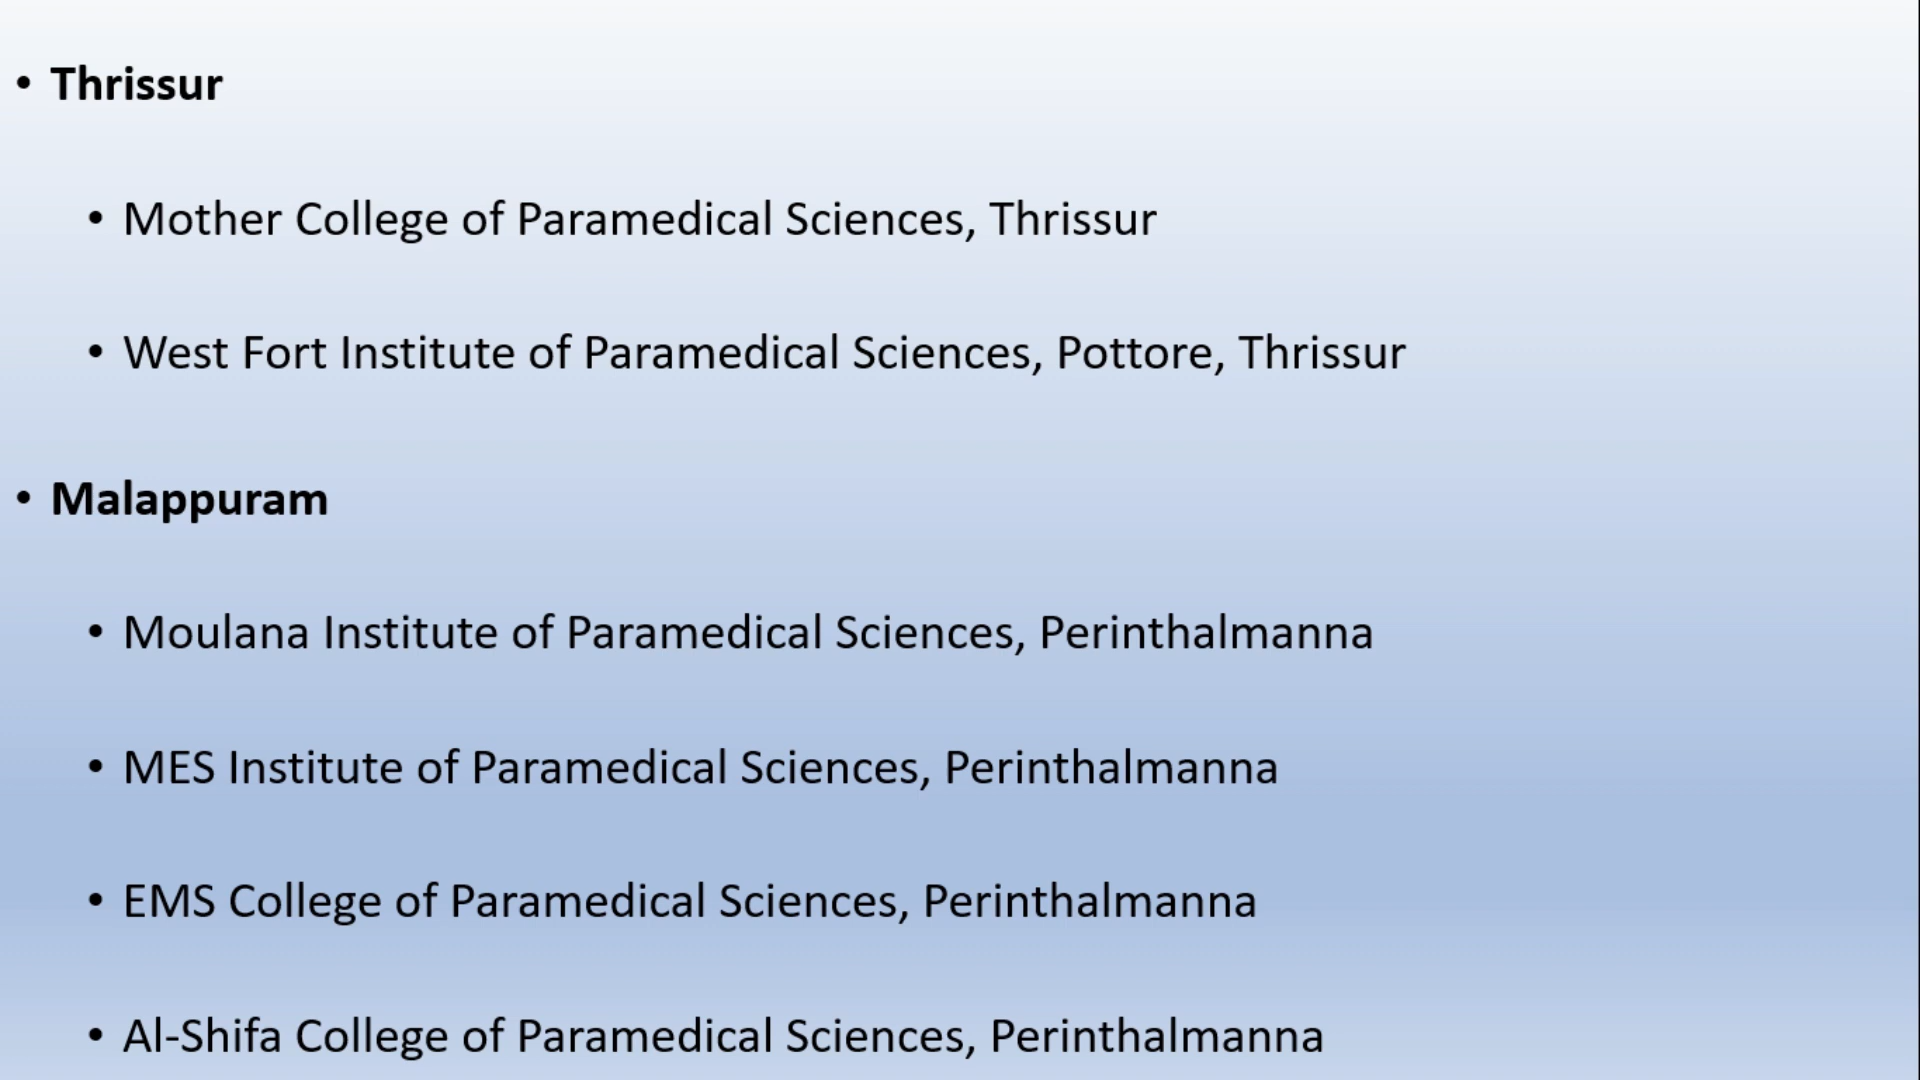 • Thrissur
• Mother College of Paramedical Sciences, Thrissur
• West Fort Institute of Paramedical Sciences, Pottore, Thrissur
• Malappuram
• Moulana Institute of Paramedical Sciences, Perinthalmanna
• MES Institute of Paramedical Sciences, Perinthalmanna
• EMS College of Paramedical Sciences, Perinthalmanna
• Al-Shifa College of Paramedical Sciences, Perinthalmanna